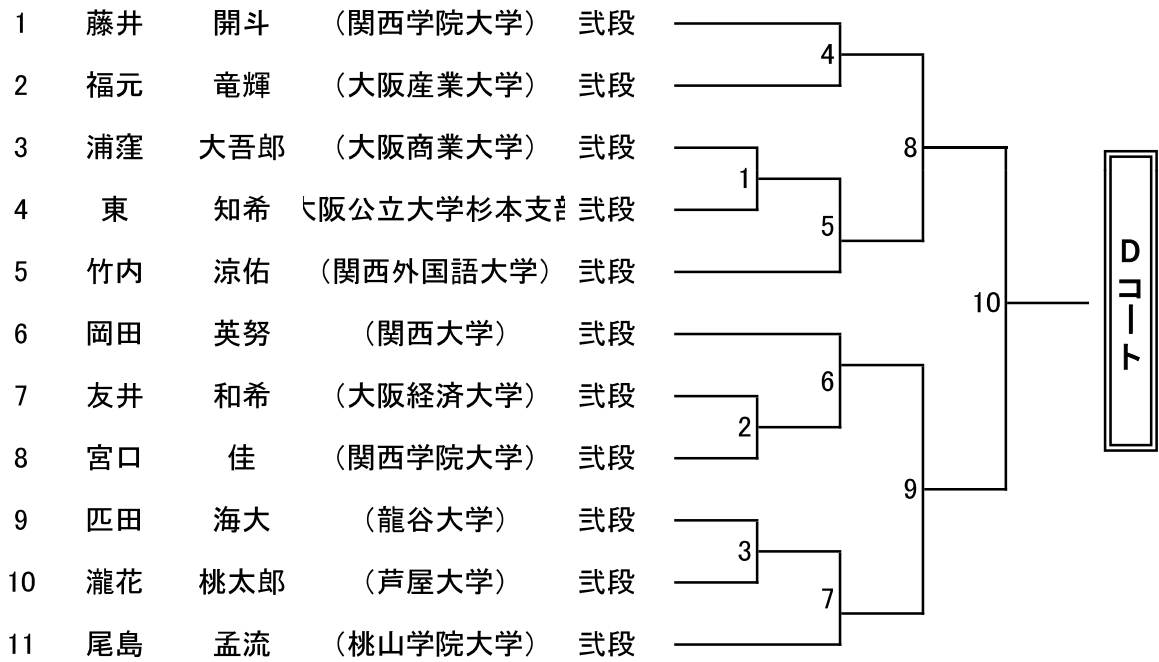 1 藤井 開斗 （関西学院大学） 弐段
2 福元 竜輝 （大阪産業大学） 弐段
3 浦窪 大吾郎 （大阪商業大学） 弐段
4 東 知希 大阪公立大学杉本支部 弐段
5 竹内 涼佑 （関西外国語大学） 弐段
6 岡田 英努 （関西大学） 弐段
7 友井 和希 （大阪経済大学） 弐段
8 宮口 佳 （関西学院大学） 弐段
9 匹田 海大 （龍谷大学） 弐段
10 瀧花 桃太郎 （芦屋大学） 弐段
11 尾島 孟流 （桃山学院大学） 弐段
4
1
5
8
6
2
3
7
9
10
Dコート